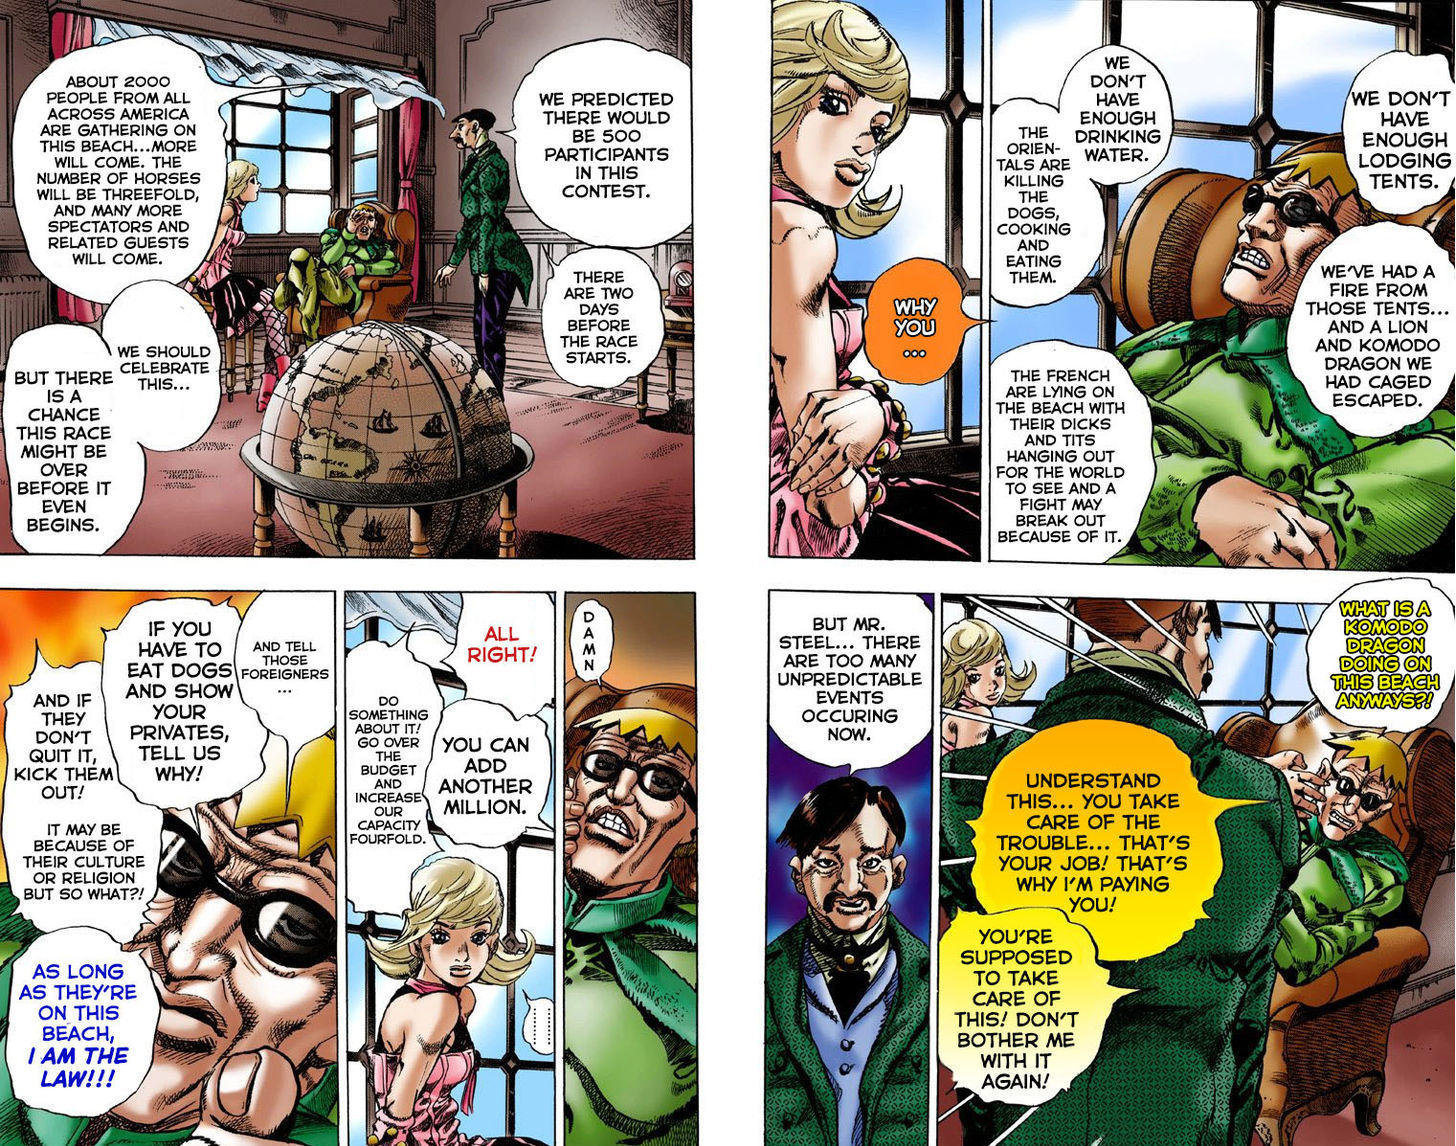 WE DON'T
HAVE
ENOUGH
LODGING
TENTS.
WE'VE HAD A
FIRE FROM
THOSE TENTS...
AND A LION
AND KOMODO
DRAGON WE
HAD CAGED
ESCAPED.
WE
DON'T
HAVE
ENOUGH
DRINKING
WATER.
THE
ORIEN-
TALS ARE
KILLING
THE
DOGS,
COOKING
AND
EATING
THEM.
THE FRENCH
ARE LYING ON
THE BEACH WITH
THEIR DICKS
AND TITS
HANGING OUT
FOR THE WORLD
TO SEE AND A
FIGHT MAY
BREAK OUT
BECAUSE OF IT.
WHY
YOU
...
WHAT IS A
KOMODO
DRAGON
DOING ON
THIS BEACH
ANYWAYS?!
UNDERSTAND
THIS... YOU TAKE
CARE OF THE
TROUBLE... THAT'S
YOUR JOB! THAT'S
WHY I'M PAYING
YOU!
YOU'RE
SUPPOSED
TO TAKE
CARE OF
THIS! DON'T
BOTHER ME
WITH IT
AGAIN!
BUT MR.
STEEL... THERE
ARE TOO MANY
UNPREDICTABLE
EVENTS
OCCURING
NOW.
WE PREDICTED
THERE WOULD
BE 500
PARTICIPANTS
IN THIS
CONTEST.
THERE
ARE TWO
DAYS
BEFORE
THE RACE
STARTS.
ABOUT 2000
PEOPLE FROM ALL
ACROSS AMERICA
ARE GATHERING ON
THIS BEACH...MORE
WILL COME. THE
NUMBER OF HORSES
WILL BE THREEFOLD,
AND MANY MORE
SPECTATORS AND
RELATED GUESTS
WILL COME.
WE SHOULD
CELEBRATE
THIS...
BUT THERE
IS A
CHANCE
THIS RACE
MIGHT BE
OVER
BEFORE IT
EVEN
BEGINS.
DAMN
ALL
RIGHT!
YOU CAN
ADD
ANOTHER
MILLION.
DO
SOMETHING
ABOUT IT!
GO OVER
THE
BUDGET
AND
INCREASE
OUR
CAPACITY
FOURFOLD.
..........
AND TELL
THOSE
FOREIGNERS
...
IF YOU
HAVE TO
EAT DOGS
AND SHOW
YOUR
PRIVATES,
TELL US
WHY!
AND IF
THEY
DON'T
QUIT IT,
KICK THEM
OUT!
IT MAY BE
BECAUSE OF
THEIR CULTURE
OR RELIGION
BUT SO WHAT?!
AS LONG
AS THEY'RE
ON THIS
BEACH,
I AM THE
LAW!!!